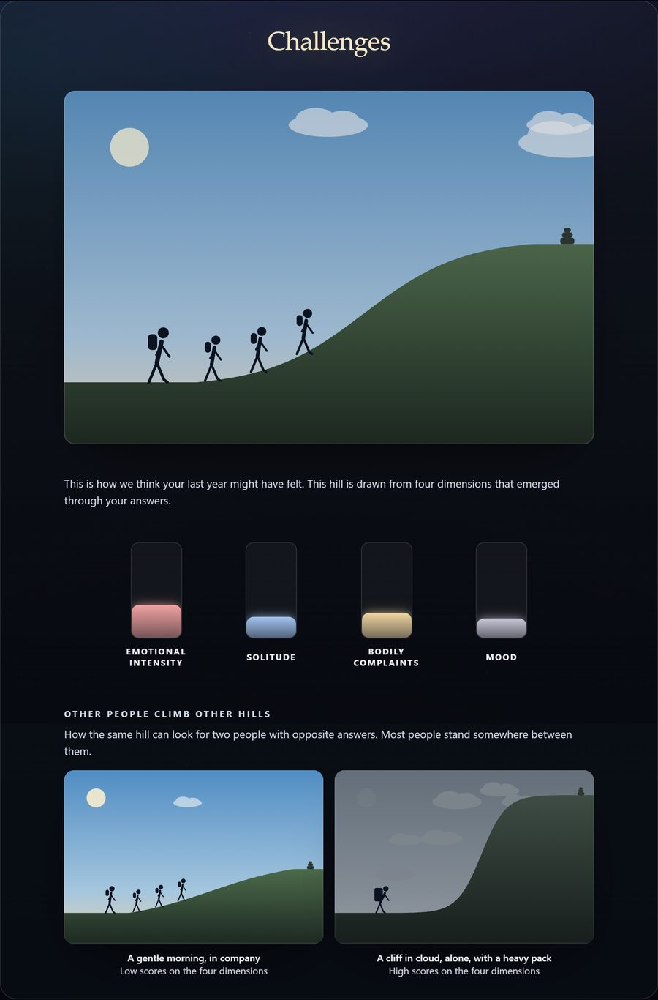 Challenges
This is how we think your last year might have felt. This hill is drawn from four dimensions that emerged
through your answers.
EMOTIONAL
INTENSITY
SOLITUDE
BODILY
COMPLAINTS
MOOD
OTHER PEOPLE CLIMB OTHER HILLS
How the same hill can look for two people with opposite answers. Most people stand somewhere between
them.
A gentle morning, in company
Low scores on the four dimensions
A cliff in cloud, alone, with a heavy pack
High scores on the four dimensions